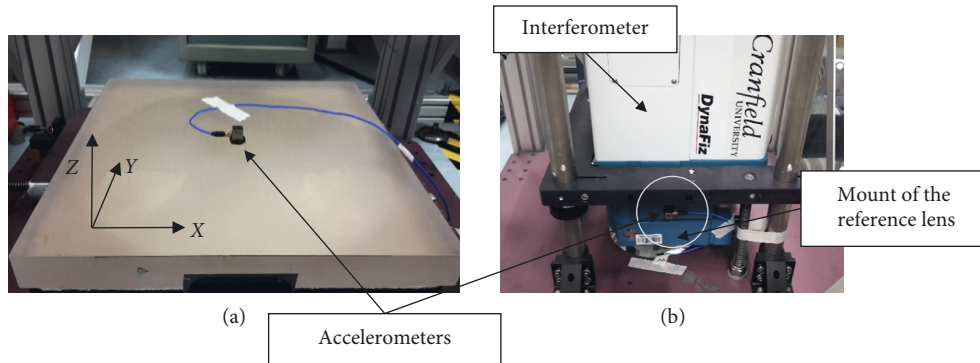 Interferometer
Z
Y
X
Cranfield
UNIVERSITY
DynaFiz
Mount of the
reference lens
(a)
(b)
Accelerometers